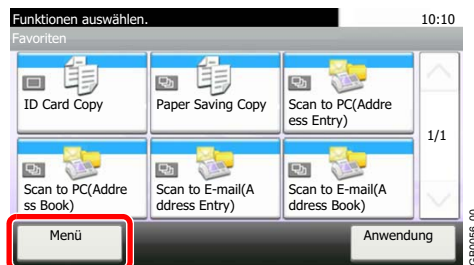 Funktionen auswählen. 10:10
Favoriten
ID Card Copy
Paper Saving Copy
Scan to PC(Addre
ess Entry)
1/1
Scan to PC(Addre
ss Book)
Scan to E-mail(A
ddress Entry)
Scan to E-mail(A
ddress Book)
Menü
Anwendung
GB0056_00